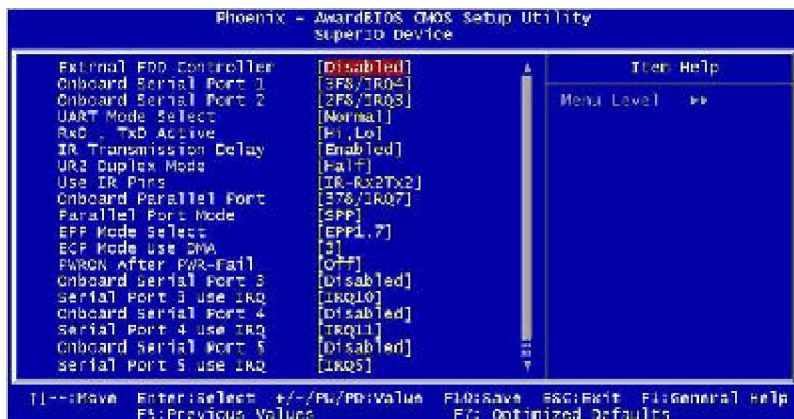 Phoenix - AwardBIOS CMOS Setup Utility
SuperIO Device
External FDD Controller [Disabled]
Onboard Serial Port 1 [3F8/IRQ4]
Onboard Serial Port 2 [2F8/IRQ3]
UART Mode Select [Normal]
RxD , TxD Active [Hi,Lo]
IR Transmission Delay [Enabled]
UR2 Duplex Mode [Half]
Use IR Pins [IR-Rx2Tx2]
Onboard Parallel Port [378/IRQ7]
Parallel Port Mode [SPP]
EPP Mode Select [EPP1.7]
ECP Mode Use DMA [3]
PWRON After PWR-Fail [Off]
Onboard Serial Port 3 [Disabled]
Serial Port 3 Use IRQ [IRQ10]
Onboard Serial Port 4 [Disabled]
Serial Port 4 Use IRQ [IRQ11]
Onboard Serial Port 5 [Disabled]
Serial Port 5 Use IRQ [IRQ5]
Item Help
Menu Level ▸▸
↑↓→←:Move Enter:Select +/-/PU/PD:Value F10:Save ESC:Exit F1:General Help
F5:Previous Values F7: Optimized Defaults